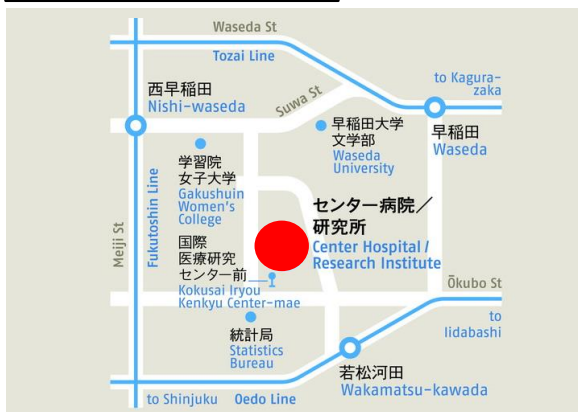 Waseda St
Tozai Line
to Kagura-
zaka
西早稲田
Nishi-waseda
Suwa St
早稲田大学
文学部
Waseda
University
早稲田
Waseda
学習院
女子大学
Gakushuin
Women's
College
Meiji St
Fukutoshin Line
センター病院／
研究所
Center Hospital /
Research Institute
国際
医療研究
センター前
Kokusai Iryou
Kenkyu Center-mae
Ōkubo St
to
Iidabashi
統計局
Statistics
Bureau
若松河田
Wakamatsu-kawada
to Shinjuku
Oedo Line